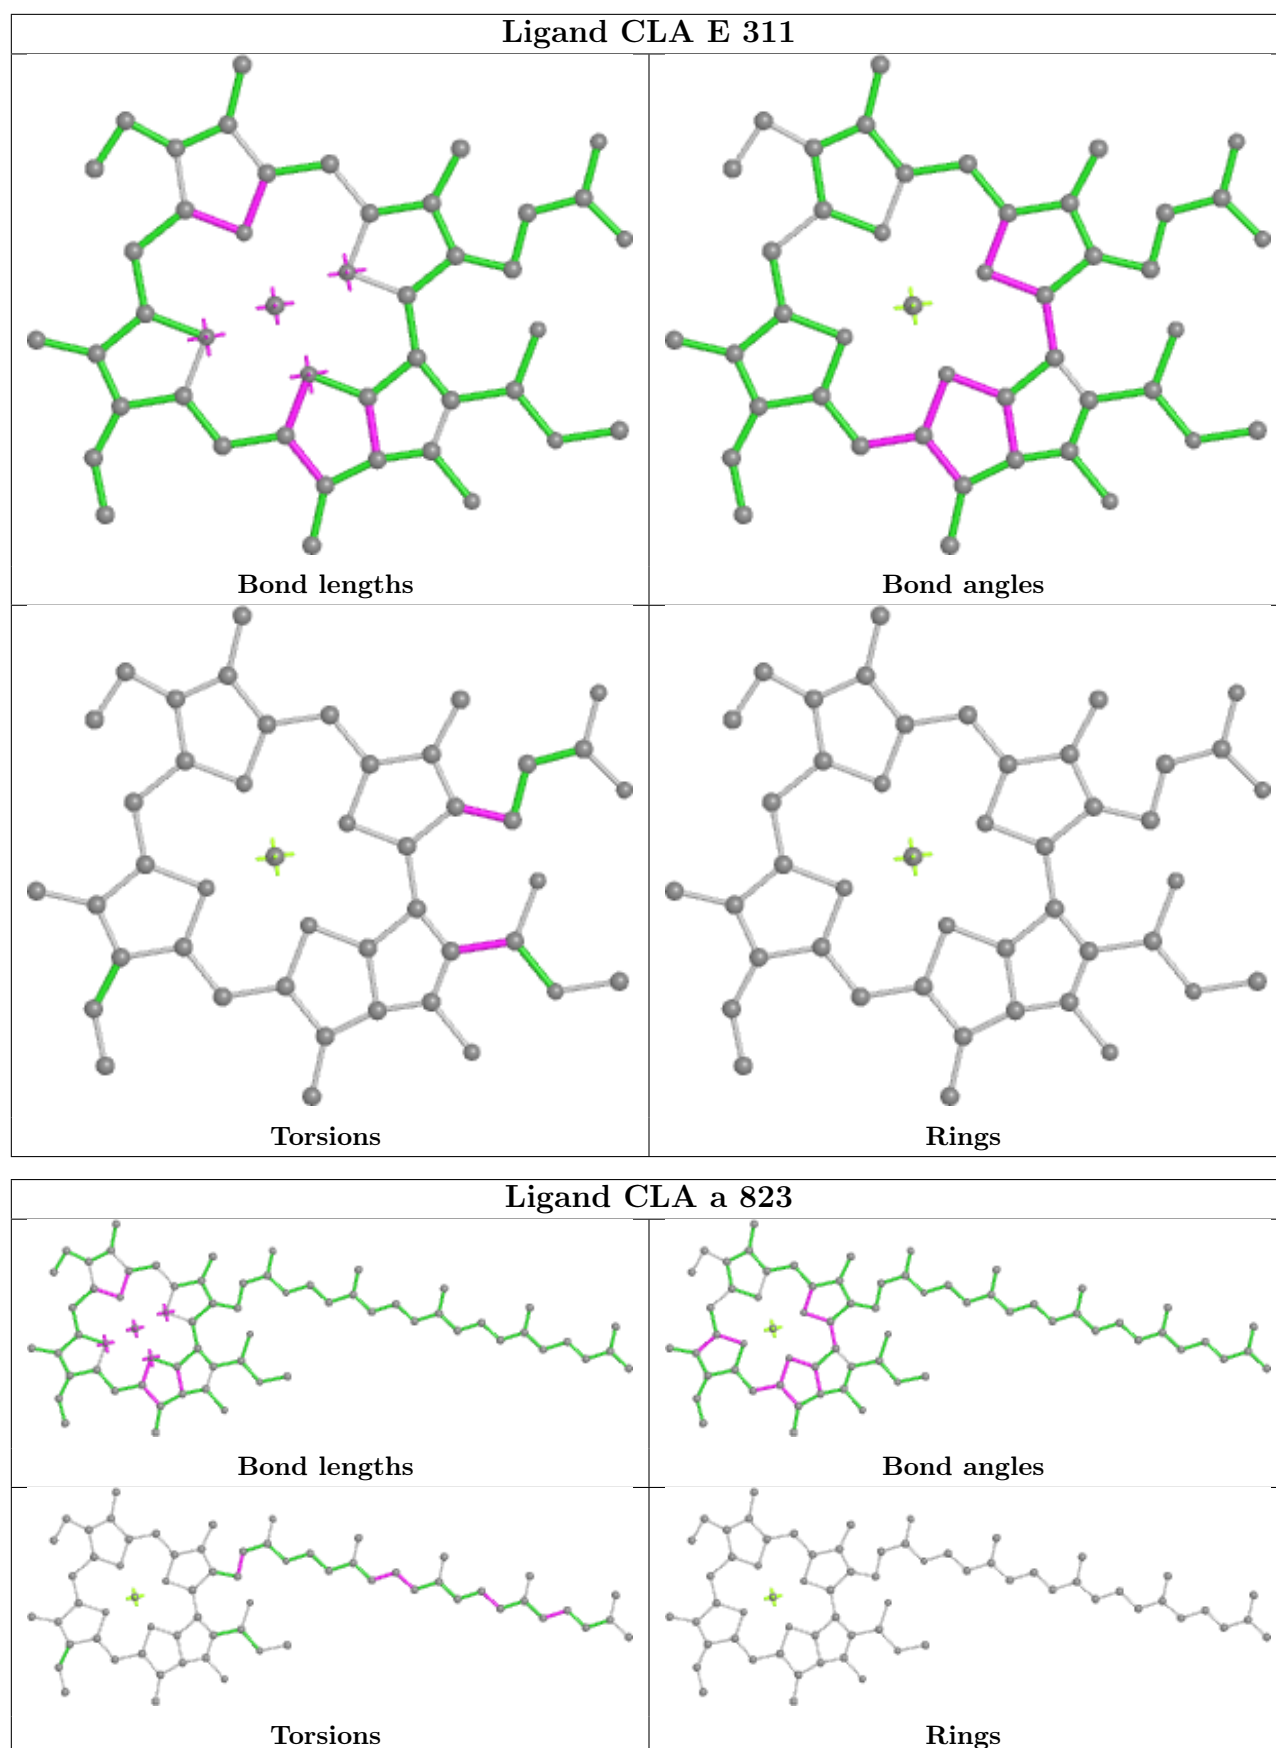 Ligand CLA E 311
Bond lengths
Bond angles
Torsions
Rings
Ligand CLA a 823
Bond lengths
Bond angles
Torsions
Rings